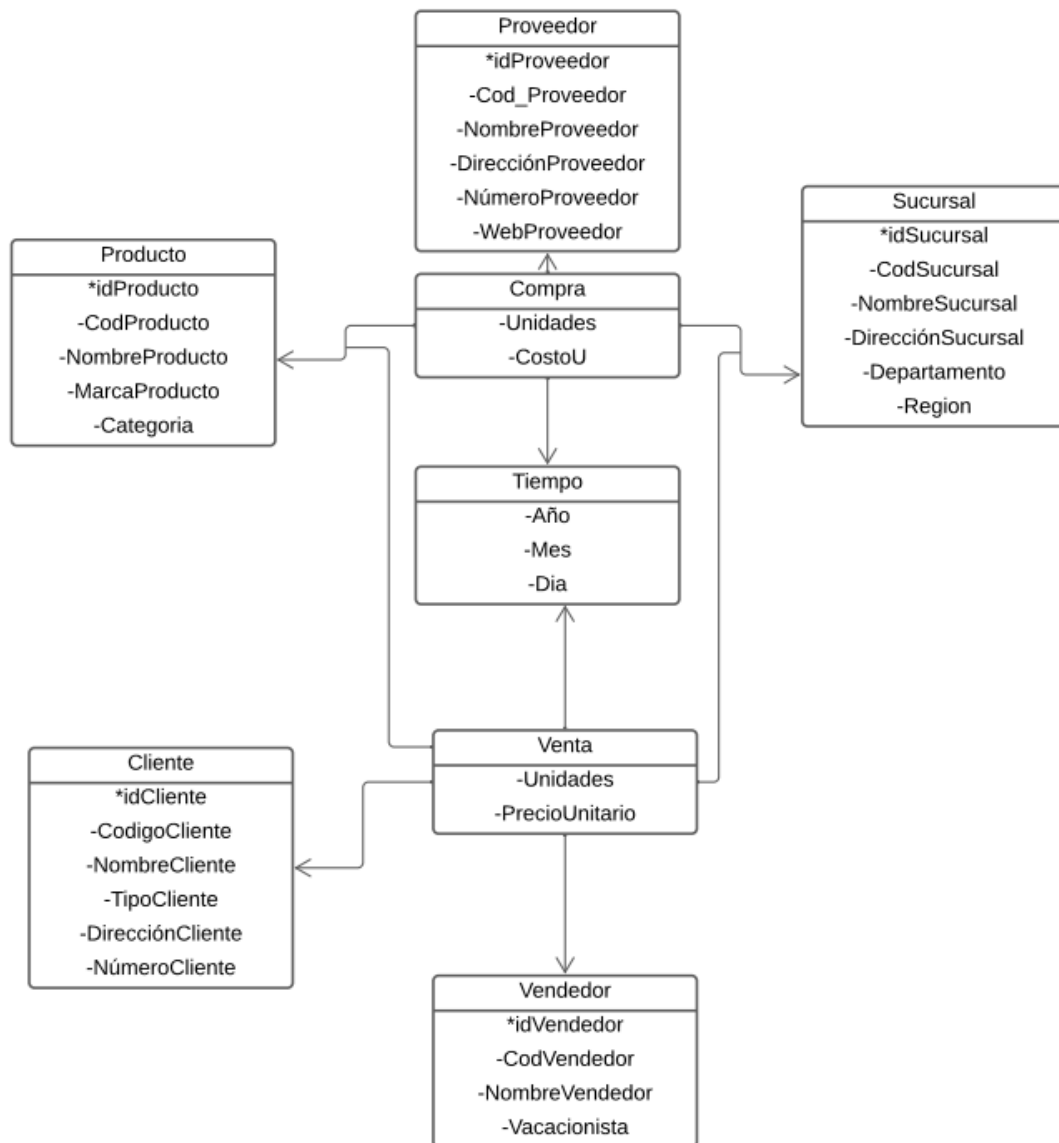 Proveedor
*idProveedor
-Cod_Proveedor
-NombreProveedor
-DirecciónProveedor
-NúmeroProveedor
-WebProveedor
Sucursal
*idSucursal
-CodSucursal
-NombreSucursal
-DirecciónSucursal
-Departamento
-Region
Producto
*idProducto
-CodProducto
-NombreProducto
-MarcaProducto
-Categoria
Compra
-Unidades
-CostoU
Tiempo
-Año
-Mes
-Dia
Venta
-Unidades
-PrecioUnitario
Cliente
*idCliente
-CodigoCliente
-NombreCliente
-TipoCliente
-DirecciónCliente
-NúmeroCliente
Vendedor
*idVendedor
-CodVendedor
-NombreVendedor
-Vacacionista